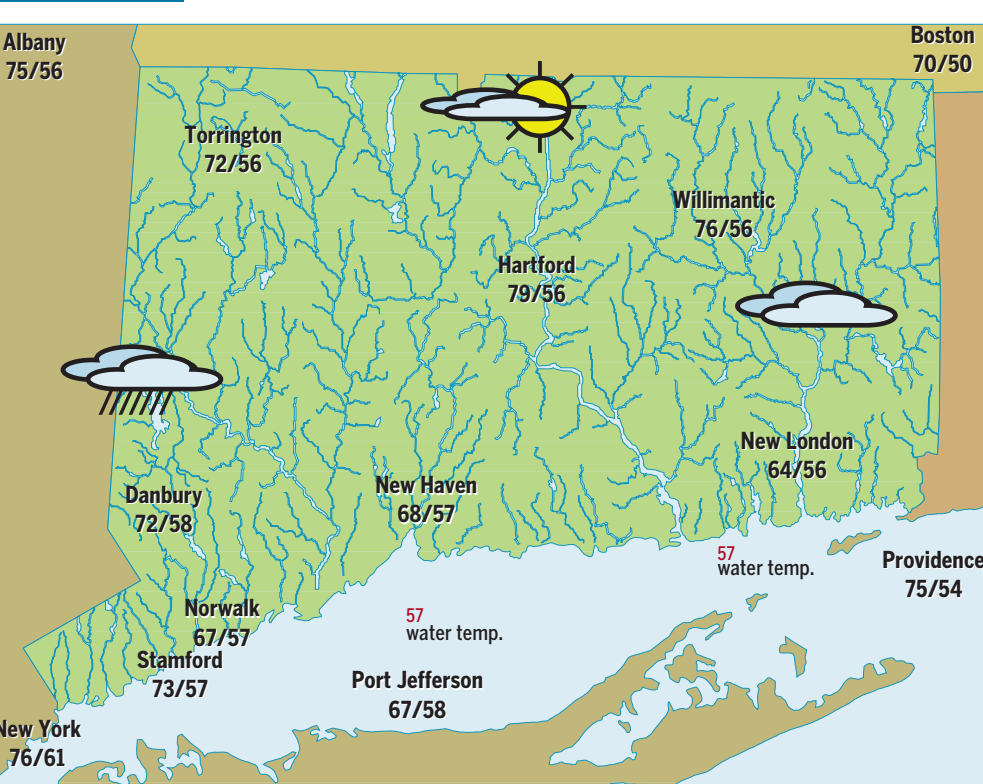 Albany
75/56
Boston
70/50
Torrington
72/56
Willimantic
76/56
Hartford
79/56
New London
64/56
New Haven
68/57
Danbury
72/58
57
water temp.
Providence
75/54
Norwalk
67/57
57
water temp.
Stamford
73/57
Port Jefferson
67/58
New York
76/61